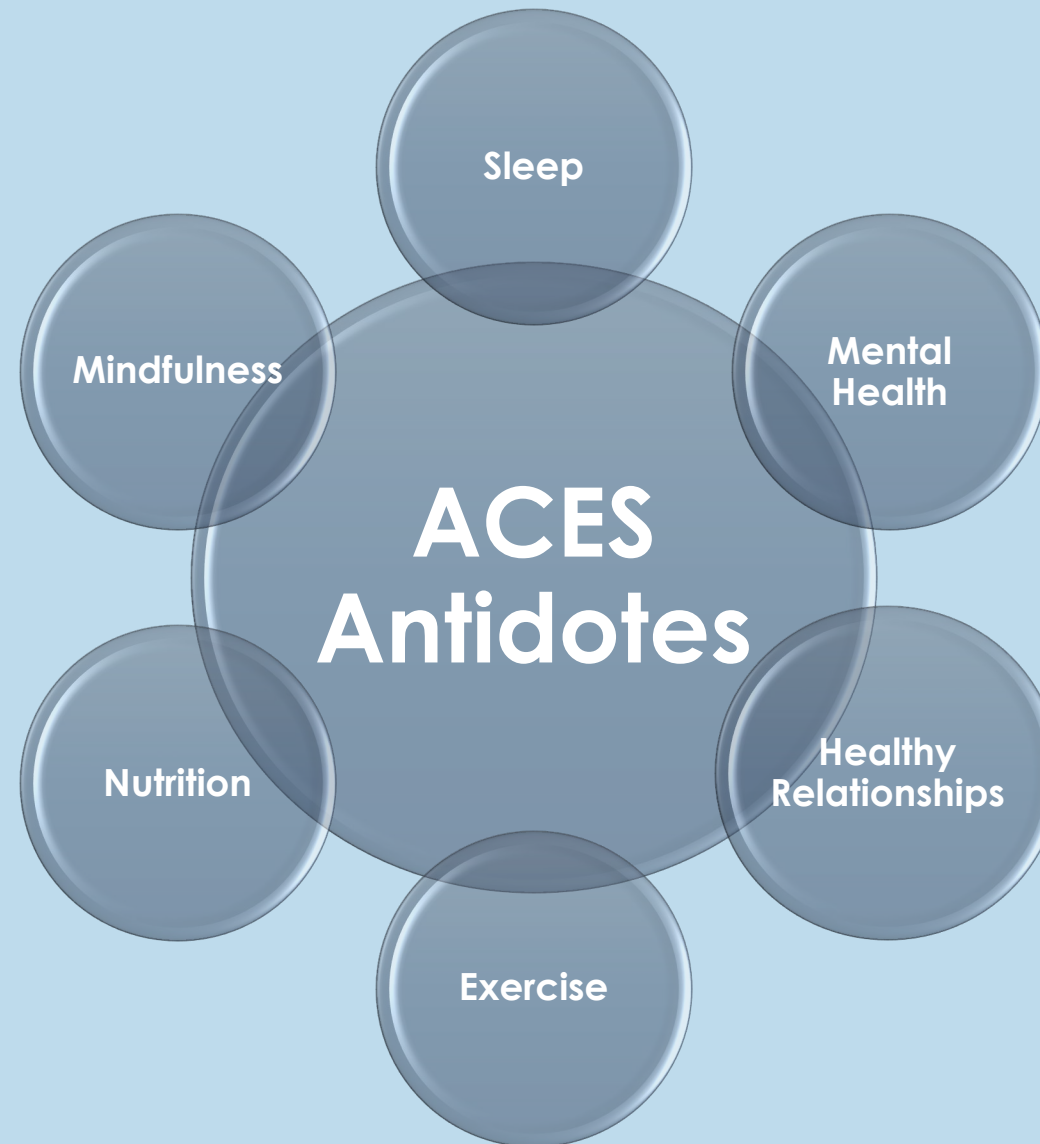 Sleep
Mental
Health
Healthy
Relationships
Exercise
Nutrition
Mindfulness
ACES
Antidotes